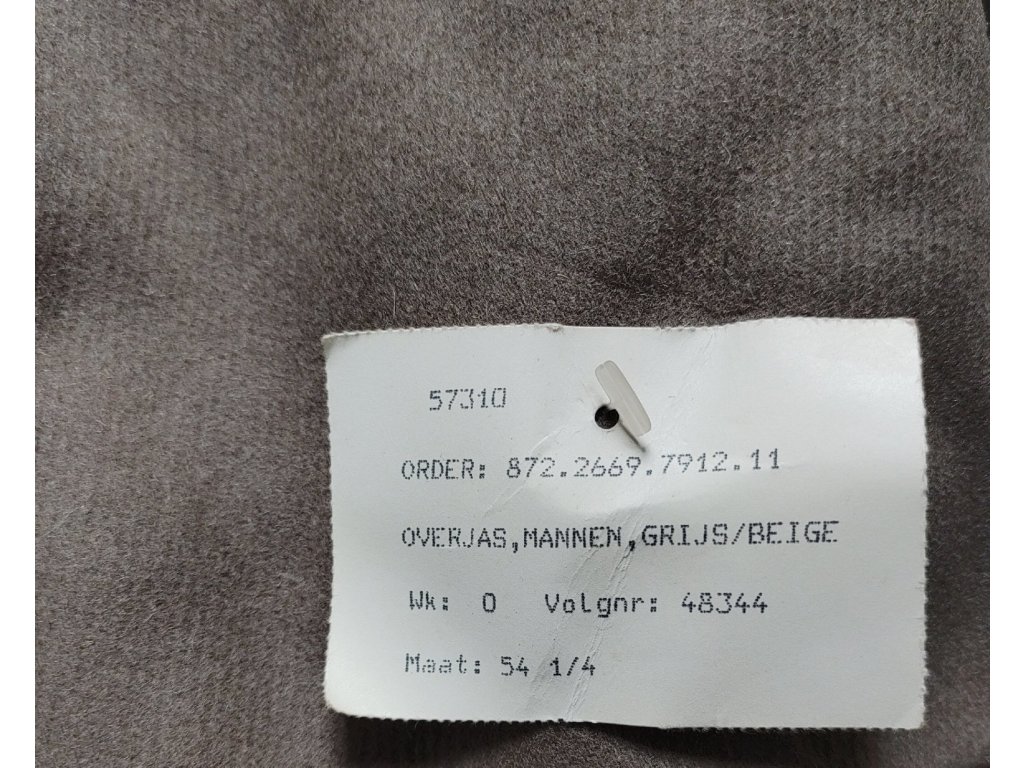 57310
ORDER: 872.2669.7912.11
OVERJAS,MANNEN,GRIJS/BEIGE
Wk: 0 Volgnr: 48344
Maat: 54 1/4